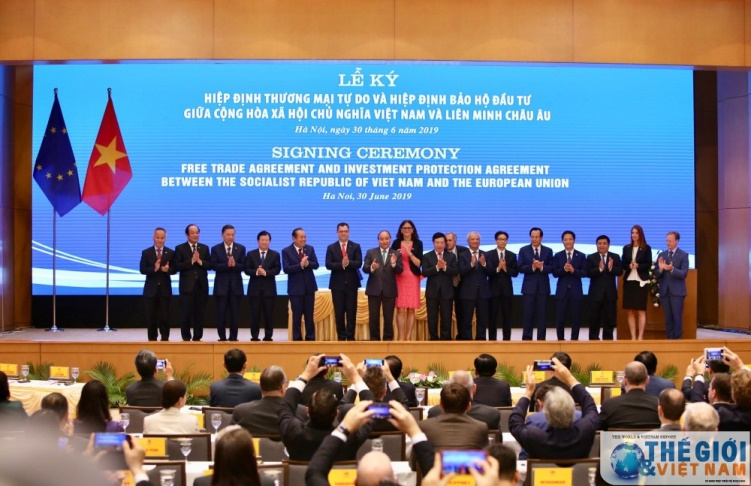 LỄ KÝ
HIỆP ĐỊNH THƯƠNG MẠI TỰ DO VÀ HIỆP ĐỊNH BẢO HỘ ĐẦU TƯ
GIỮA CỘNG HÒA XÃ HỘI CHỦ NGHĨA VIỆT NAM VÀ LIÊN MINH CHÂU ÂU
Hà Nội, ngày 30 tháng 6 năm 2019
SIGNING CEREMONY
FREE TRADE AGREEMENT AND INVESTMENT PROTECTION AGREEMENT
BETWEEN THE SOCIALIST REPUBLIC OF VIET NAM AND THE EUROPEAN UNION
Ha Noi, 30 June 2019
THE WORLD & VIETNAM REPORT
THẾ GIỚI
& VIỆT NAM